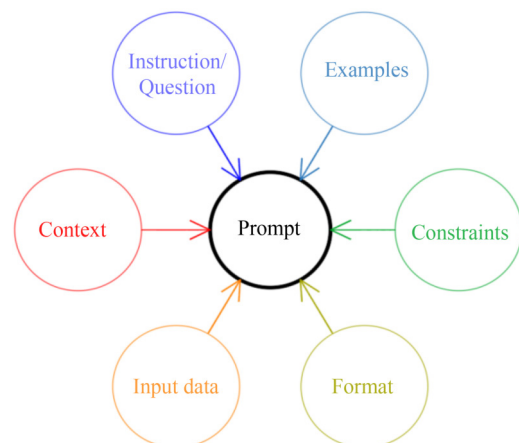 Instruction/
Question
Examples
Context
Prompt
Constraints
Input data
Format